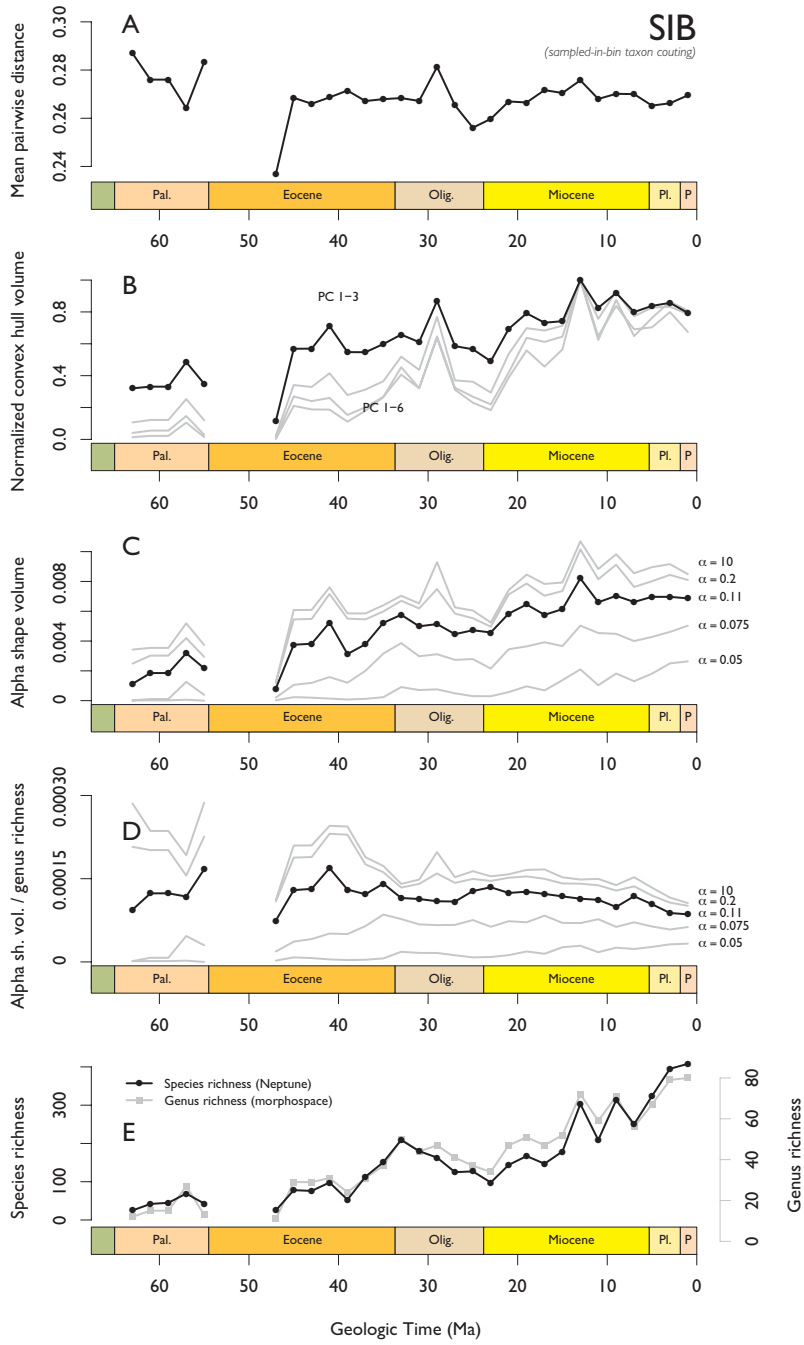 A
SIB
(sampled-in-bin taxon couting)
Mean pairwise distance
0.30
0.28
0.26
0.24
Pal. Eocene Olig. Miocene Pl. P
60 50 40 30 20 10 0
B
PC 1–3
PC 1–6
Normalized convex hull volume
0.8
0.4
0.0
Pal. Eocene Olig. Miocene Pl. P
60 50 40 30 20 10 0
C
Alpha shape volume
0.008
0.004
0
α = 10
α = 0.2
α = 0.11
α = 0.075
α = 0.05
Pal. Eocene Olig. Miocene Pl. P
60 50 40 30 20 10 0
D
Alpha sh. vol. / genus richness
0.00030
0.00015
0
α = 10
α = 0.2
α = 0.11
α = 0.075
α = 0.05
Pal. Eocene Olig. Miocene Pl. P
60 50 40 30 20 10 0
Species richness (Neptune)
Genus richness (morphospace)
E
Species richness
300
100
0
Genus richness
80
60
40
20
0
Pal. Eocene Olig. Miocene Pl. P
60 50 40 30 20 10 0
Geologic Time (Ma)